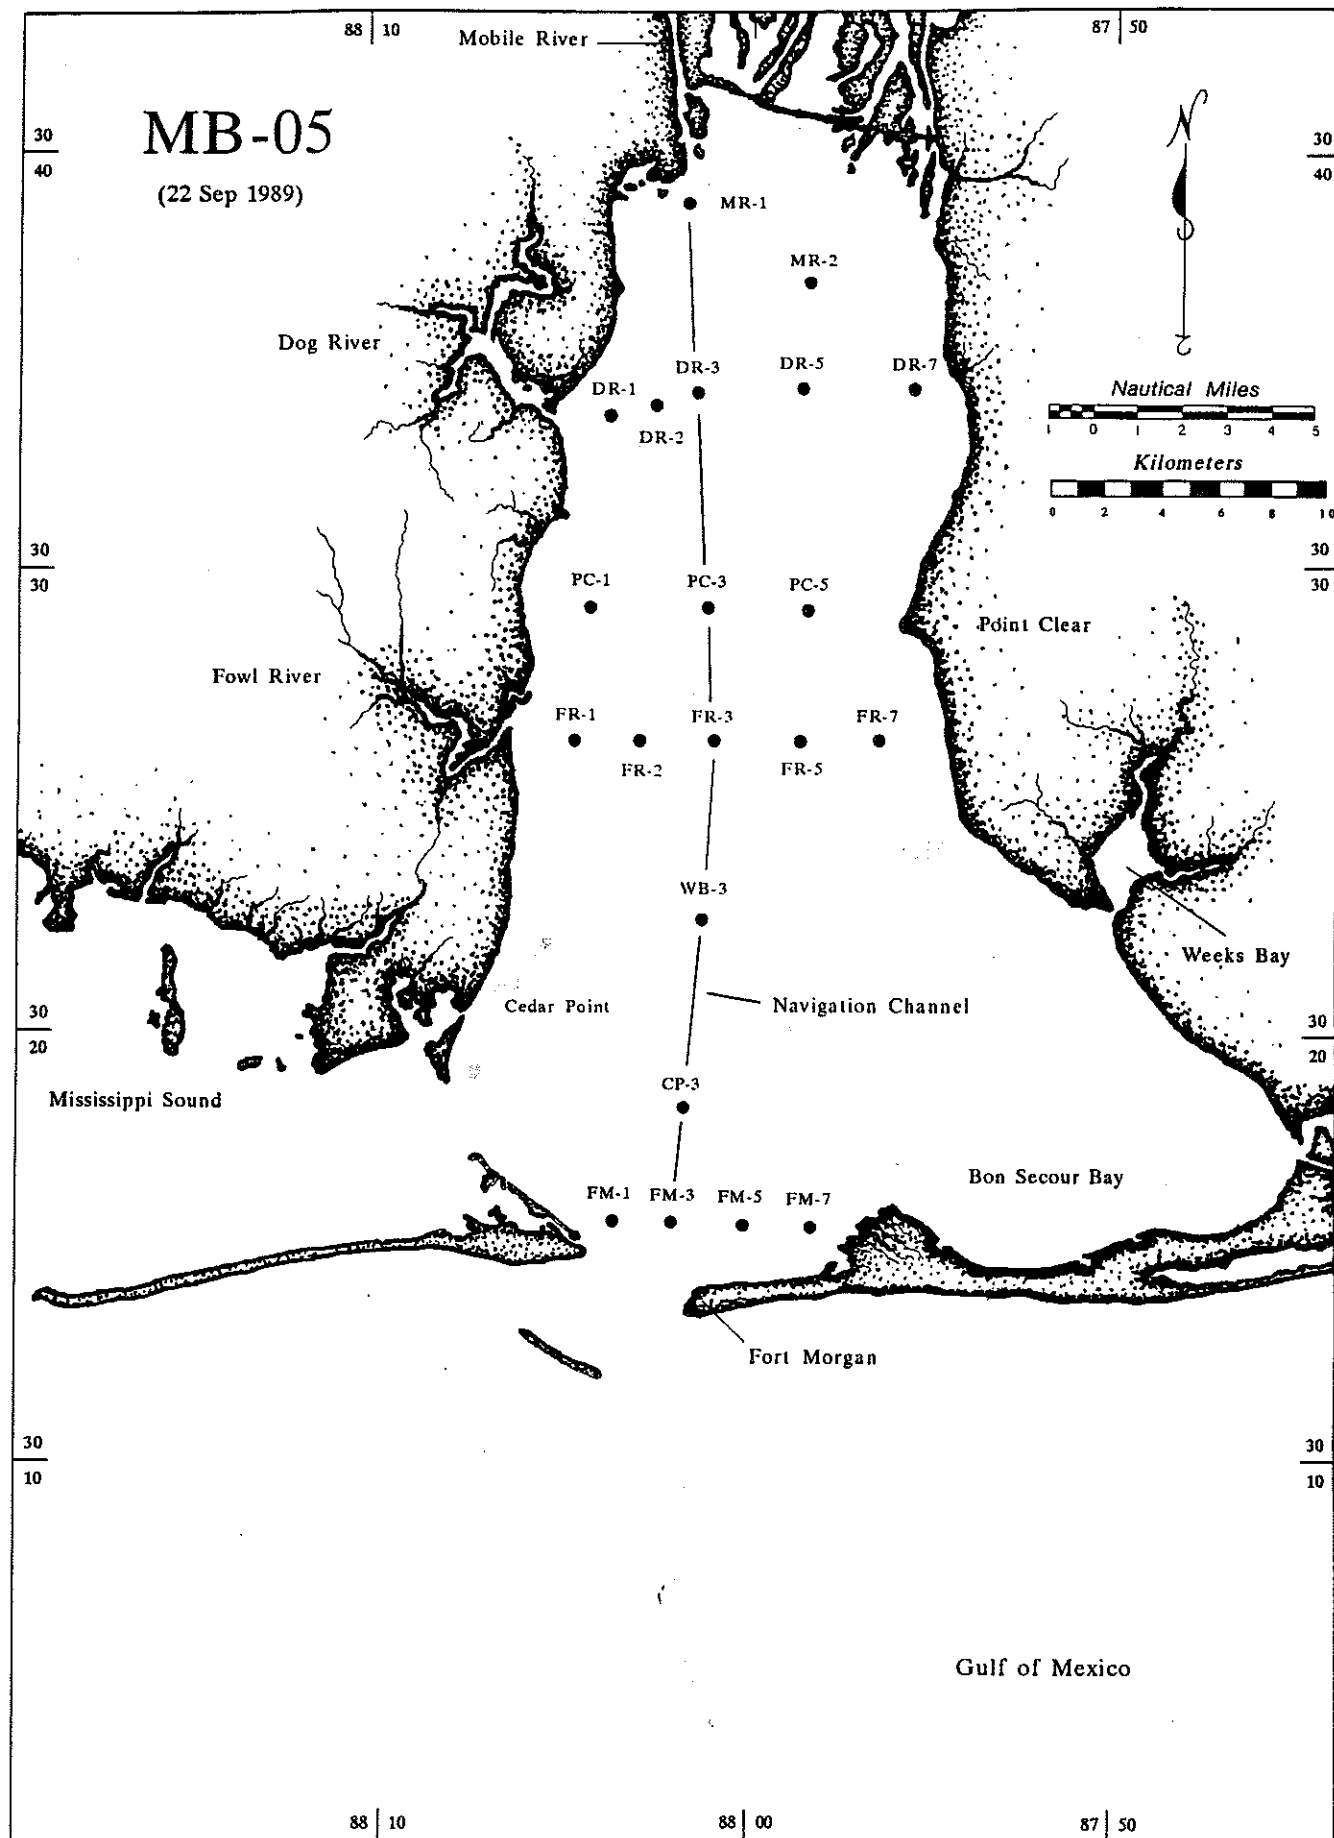 88 10
87 50
Mobile River
MB-05
(22 Sep 1989)
30
40
30
40
N
MR-1
MR-2
Dog River
DR-1
DR-2
DR-3
DR-5
DR-7
Nautical Miles
1 0 1 2 3 4 5
Kilometers
0 2 4 6 8 10
30
30
30
30
PC-1
PC-3
PC-5
Point Clear
Fowl River
FR-1
FR-2
FR-3
FR-5
FR-7
WB-3
Weeks Bay
Cedar Point
Navigation Channel
30
20
30
20
CP-3
Mississippi Sound
Bon Secour Bay
FM-1
FM-3
FM-5
FM-7
Fort Morgan
30
10
30
10
Gulf of Mexico
88 10
88 00
87 50